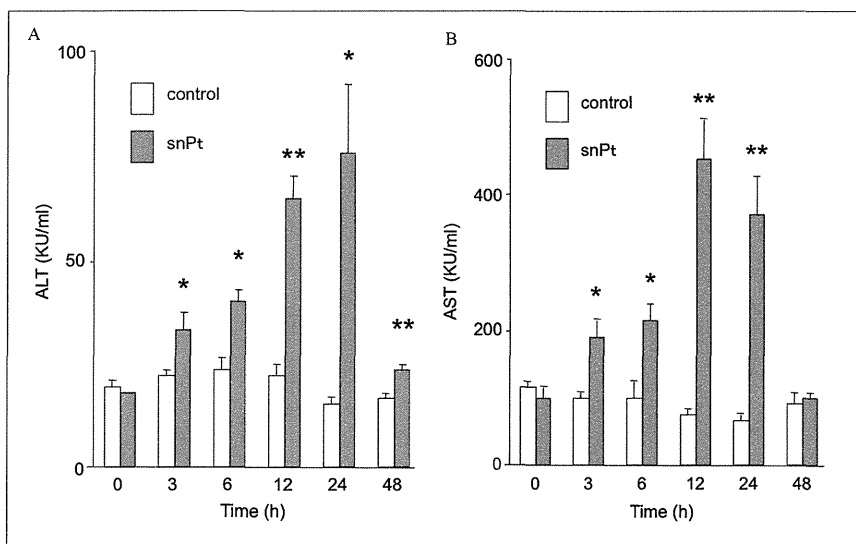 A
100
50
0
ALT (KU/ml)
control
snPt
*
*
**
*
**
0 3 6 12 24 48
Time (h)
B
600
400
200
0
AST (KU/ml)
control
snPt
*
*
**
**
0 3 6 12 24 48
Time (h)